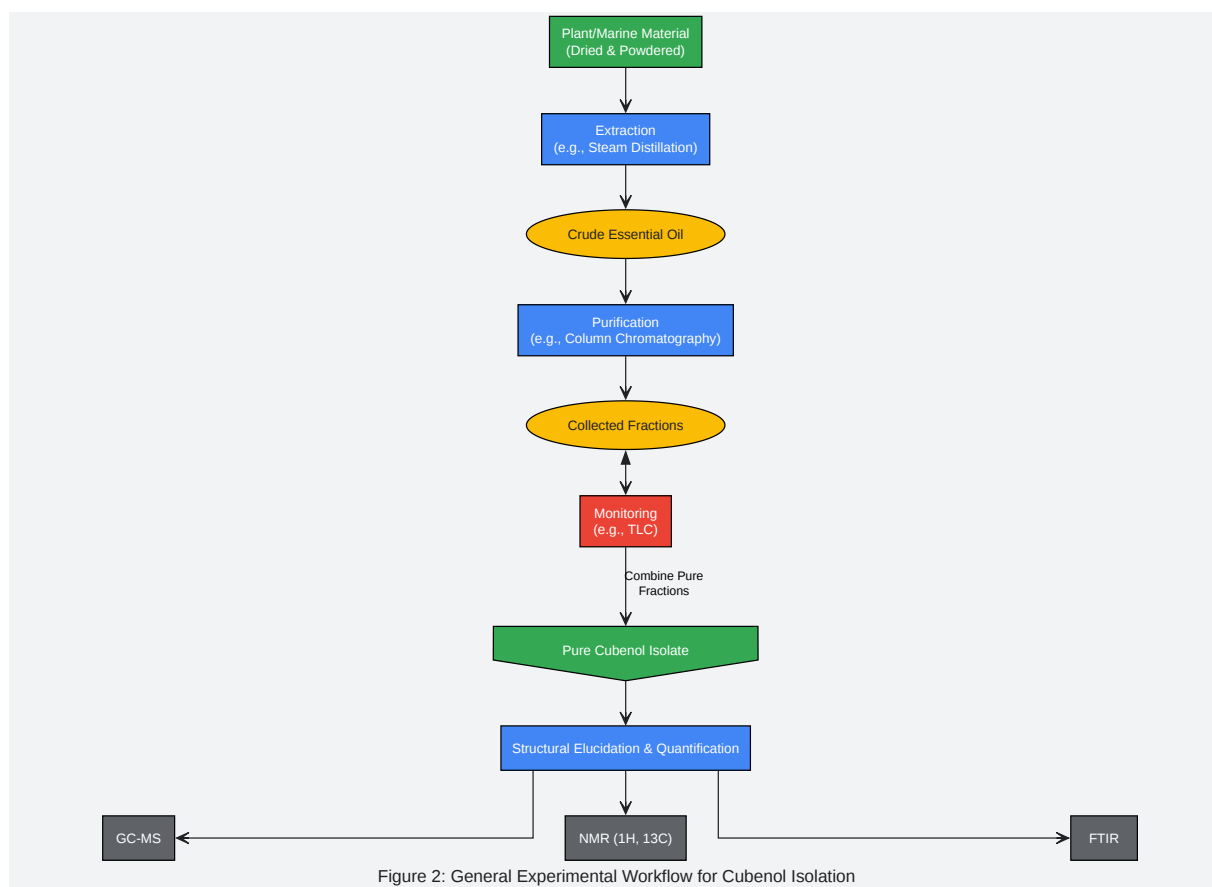 Plant/Marine Material
(Dried & Powdered)
Extraction
(e.g., Steam Distillation)
Crude Essential Oil
Purification
(e.g., Column Chromatography)
Collected Fractions
Monitoring
(e.g., TLC)
Combine Pure
Fractions
Pure Cubenol Isolate
Structural Elucidation & Quantification
GC-MS
NMR (1H, 13C)
FTIR
Figure 2: General Experimental Workflow for Cubenol Isolation